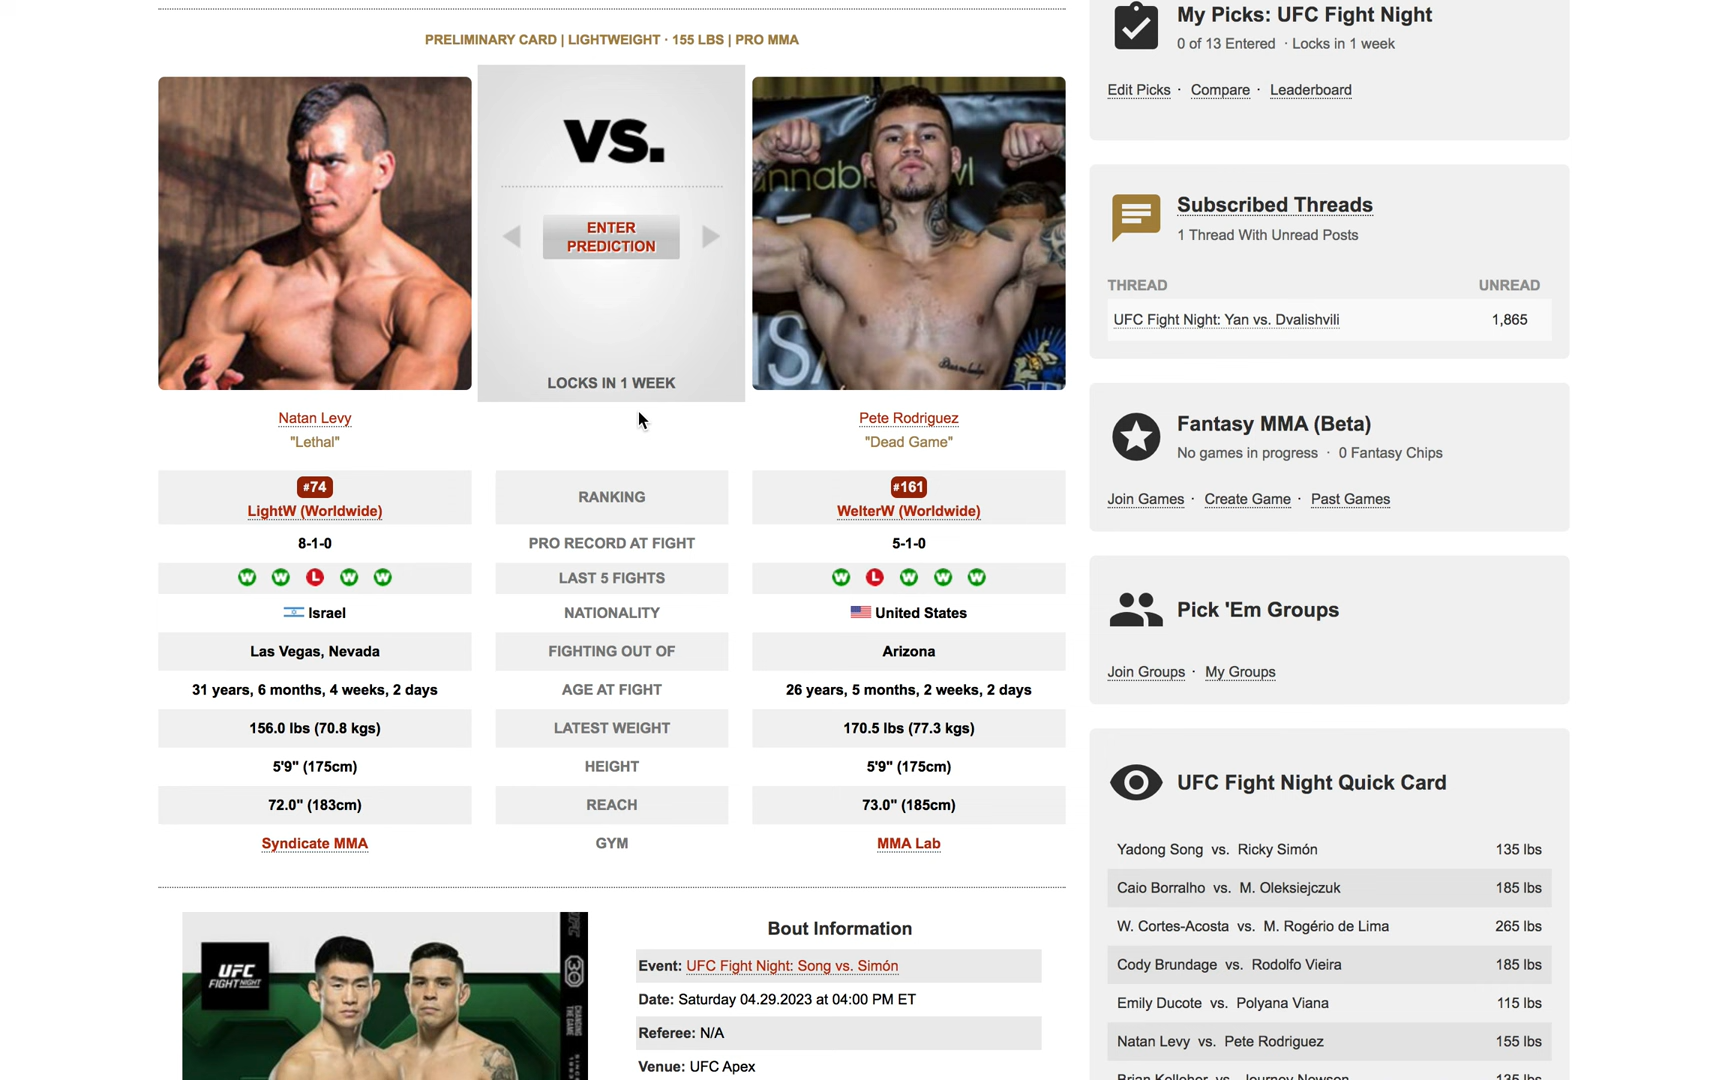 PRELIMINARY CARD | LIGHTWEIGHT · 155 LBS | PRO MMA
VS.
ENTER
PREDICTION
LOCKS IN 1 WEEK
Natan Levy
"Lethal"
Pete Rodriguez
"Dead Game"
#74
LightW (Worldwide)
RANKING
#161
WelterW (Worldwide)
8-1-0 PRO RECORD AT FIGHT 5-1-0
W W L W W LAST 5 FIGHTS W L W W W
Israel NATIONALITY United States
Las Vegas, Nevada FIGHTING OUT OF Arizona
31 years, 6 months, 4 weeks, 2 days AGE AT FIGHT 26 years, 5 months, 2 weeks, 2 days
156.0 lbs (70.8 kgs) LATEST WEIGHT 170.5 lbs (77.3 kgs)
5'9" (175cm) HEIGHT 5'9" (175cm)
72.0" (183cm) REACH 73.0" (185cm)
Syndicate MMA GYM MMA Lab
UFC
FIGHT NIGHT
UFC
30
CHANGING
THE GAME
Bout Information
Event: UFC Fight Night: Song vs. Simón
Date: Saturday 04.29.2023 at 04:00 PM ET
Referee: N/A
Venue: UFC Apex
My Picks: UFC Fight Night
0 of 13 Entered · Locks in 1 week
Edit Picks · Compare · Leaderboard
Subscribed Threads
1 Thread With Unread Posts
THREAD UNREAD
UFC Fight Night: Yan vs. Dvalishvili 1,865
Fantasy MMA (Beta)
No games in progress · 0 Fantasy Chips
Join Games · Create Game · Past Games
Pick 'Em Groups
Join Groups · My Groups
UFC Fight Night Quick Card
Yadong Song vs. Ricky Simón 135 lbs
Caio Borralho vs. M. Oleksiejczuk 185 lbs
W. Cortes-Acosta vs. M. Rogério de Lima 265 lbs
Cody Brundage vs. Rodolfo Vieira 185 lbs
Emily Ducote vs. Polyana Viana 115 lbs
Natan Levy vs. Pete Rodriguez 155 lbs
Brian Kelleher vs. Journey Newson 135 lbs